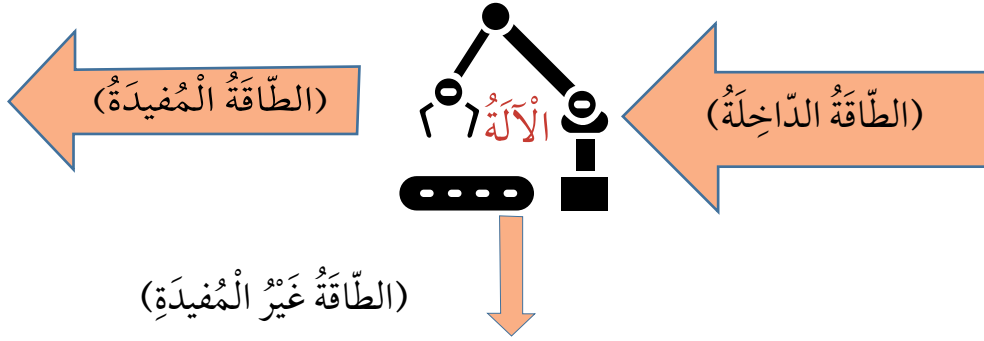 (الطّاقَةُ الدّاخِلَةُ)
الْآلَةُ
(الطّاقَةُ الْمُفيدَةُ)
(الطّاقَةُ غَيْرُ الْمُفيدَةِ)